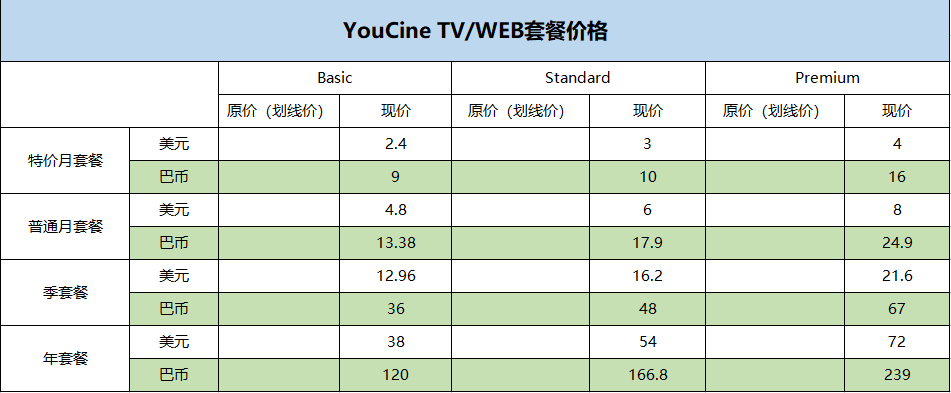 YouCine TV/WEB套餐价格
Basic Standard Premium
原价（划线价） 现价 原价（划线价） 现价 原价（划线价） 现价
特价月套餐 美元 2.4 3 4
巴币 9 10 16
普通月套餐 美元 4.8 6 8
巴币 13.38 17.9 24.9
季套餐 美元 12.96 16.2 21.6
巴币 36 48 67
年套餐 美元 38 54 72
巴币 120 166.8 239